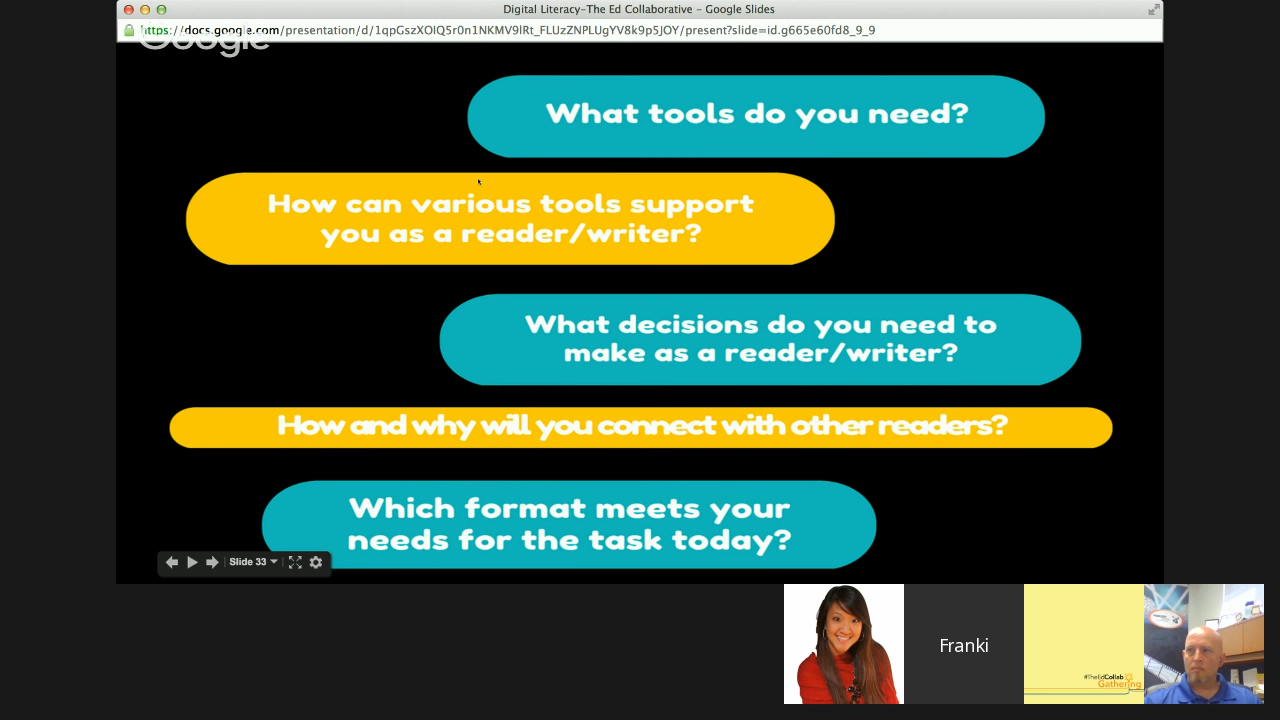 Digital Literacy-The Ed Collaborative - Google Slides
https://docs.google.com/presentation/d/1qpGszXOlQ5r0n1NKMV9lRt_FLUzZNPLUgYV8k9p5JOY/present?slide=id.g665e60fd8_9_9
Google
What tools do you need?
How can various tools support
you as a reader/writer?
What decisions do you need to
make as a reader/writer?
How and why will you connect with other readers?
Which format meets your
needs for the task today?
Slide 33
Franki
#TheEdCollab
Gathering